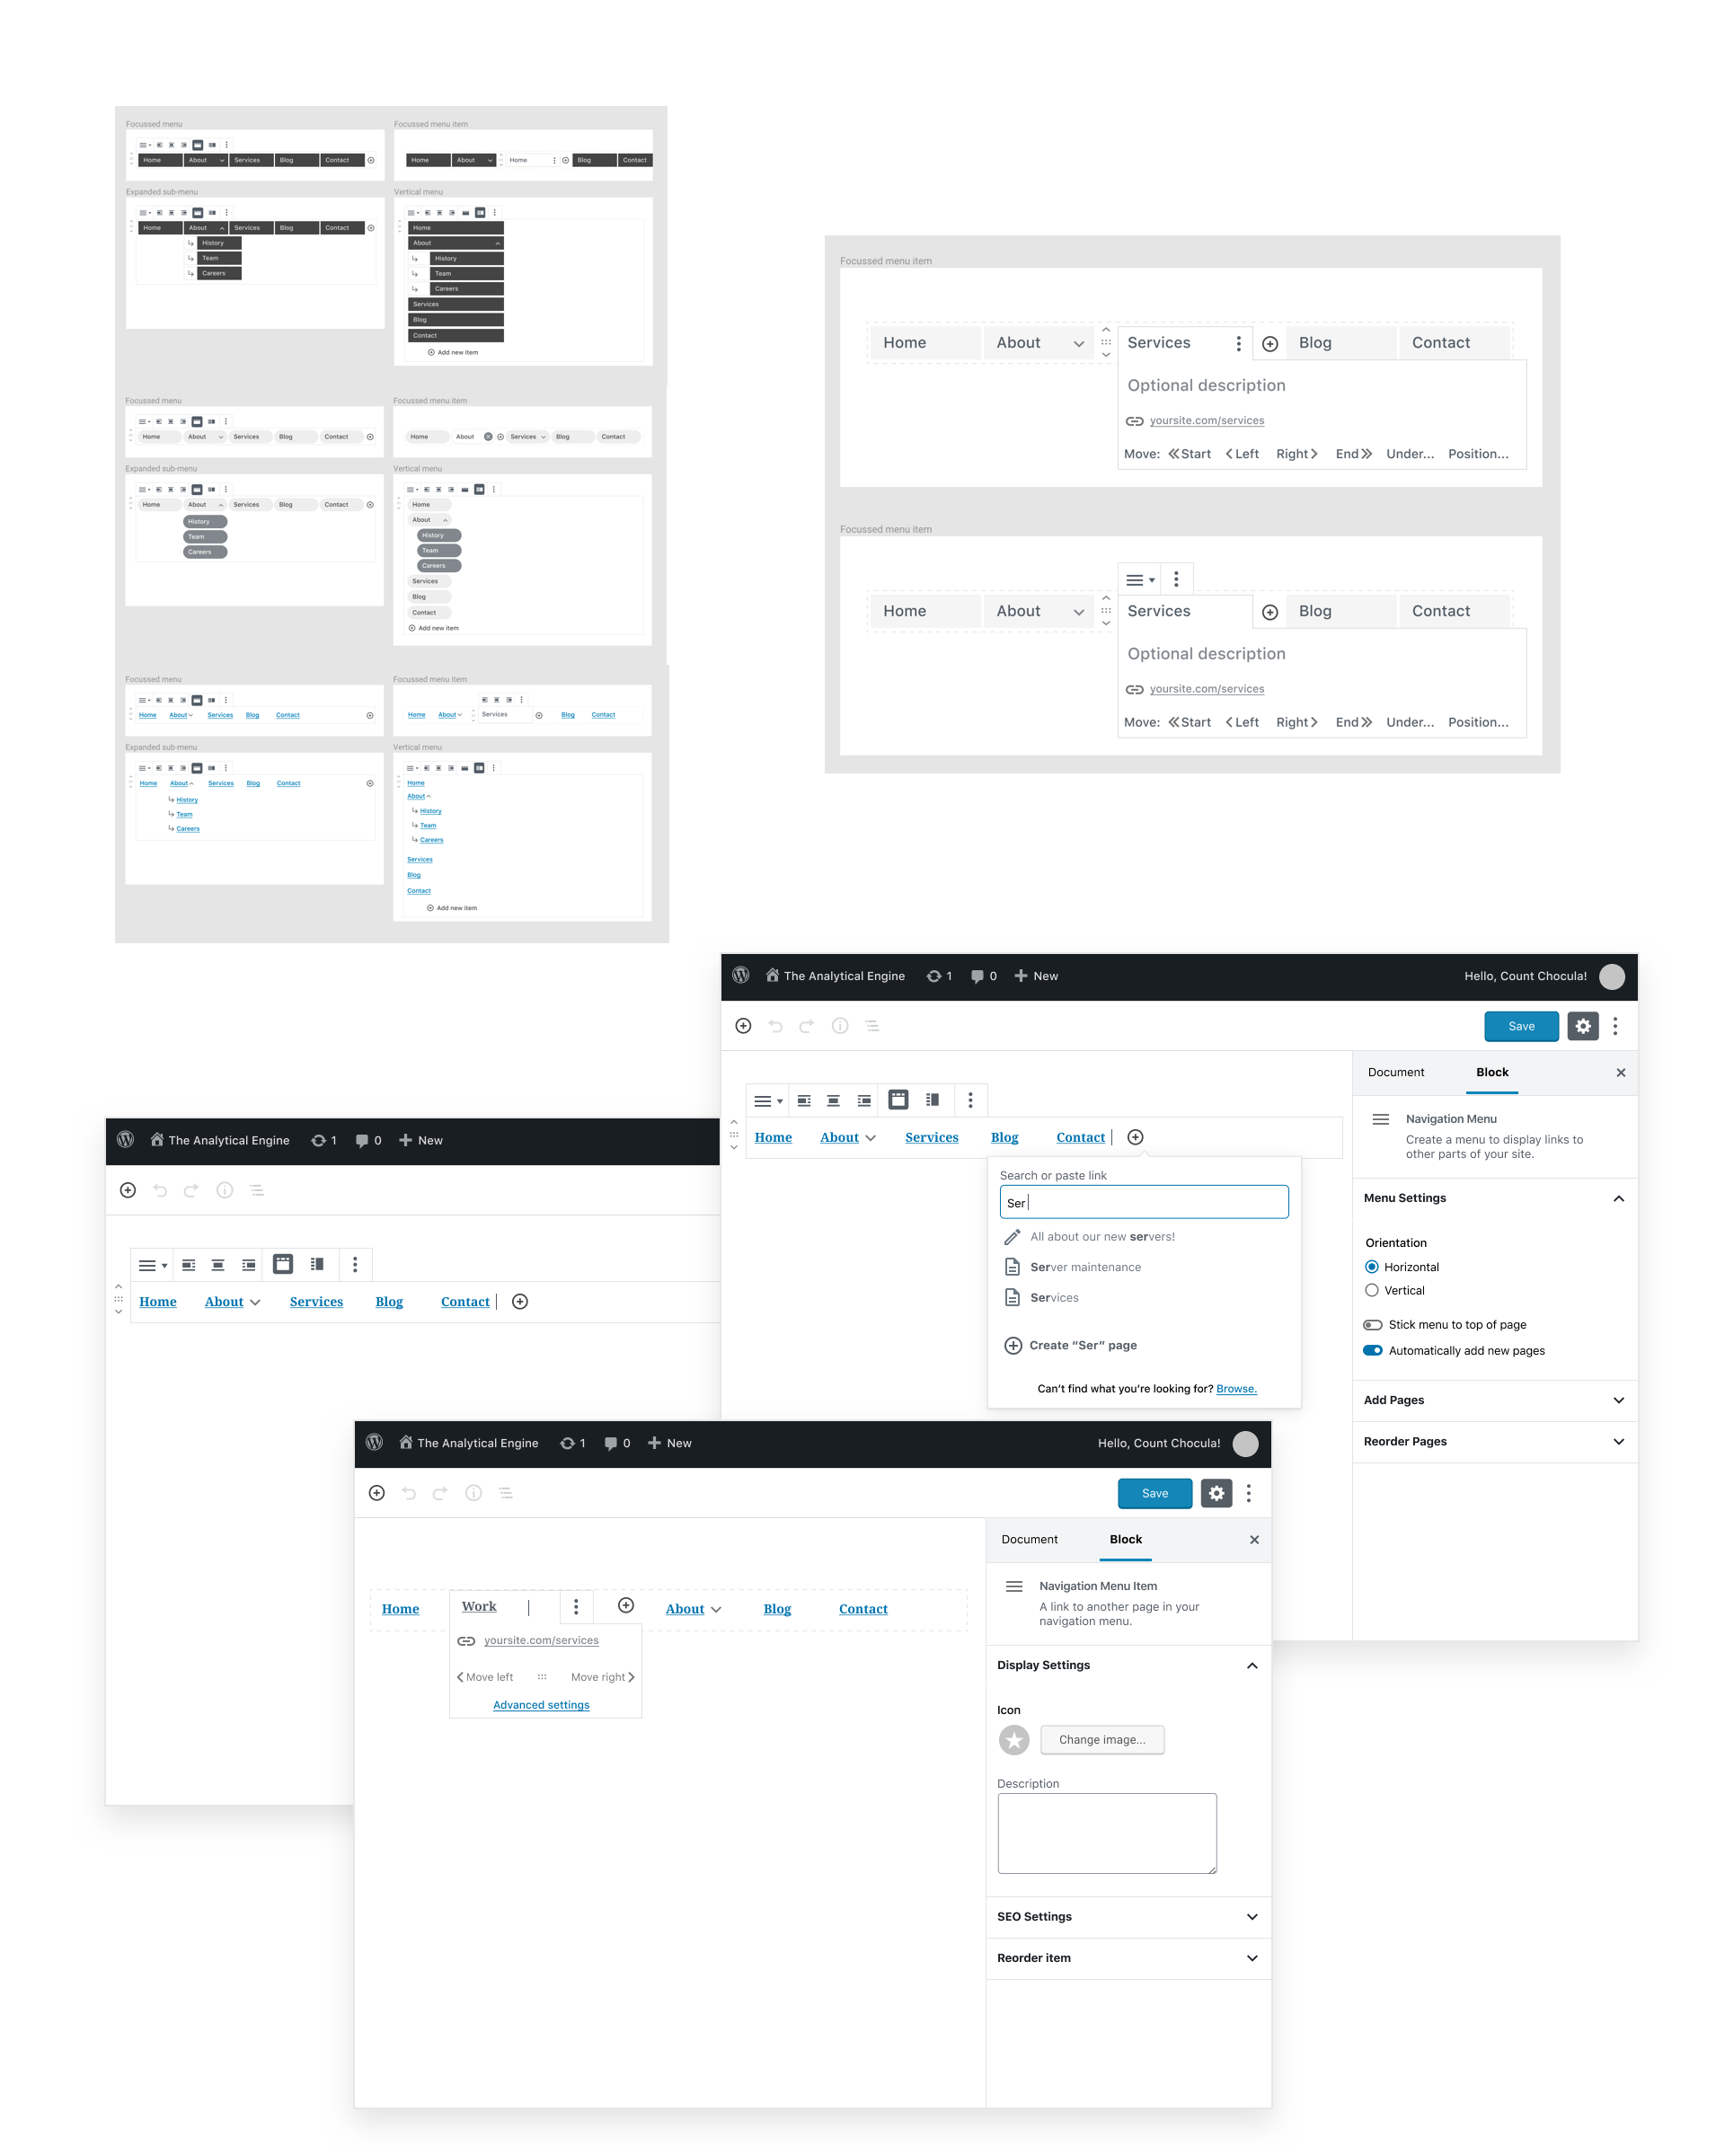 Focussed menu
Home About Services Blog Contact
Focussed menu item
Home About Home Blog Contact
Expanded sub-menu
Home About Services Blog Contact
History
Team
Careers
Vertical menu
Home
About
History
Team
Careers
Services
Blog
Contact
Add new item
Focussed menu
Home About Services Blog Contact
Focussed menu item
Home About Services Blog Contact
Expanded sub-menu
Home About Services Blog Contact
History
Team
Careers
Vertical menu
Home
About
History
Team
Careers
Services
Blog
Contact
Add new item
Focussed menu
Home About Services Blog Contact
Focussed menu item
Home About Services Blog Contact
Expanded sub-menu
Home About Services Blog Contact
History
Team
Careers
Vertical menu
Home
About
History
Team
Careers
Services
Blog
Contact
Add new item
Focussed menu item
Home About Services Blog Contact
Optional description
yoursite.com/services
Move: Start Left Right End Under... Position...
Focussed menu item
Home About Services Blog Contact
Optional description
yoursite.com/services
Move: Start Left Right End Under... Position...
The Analytical Engine 1 0 New Hello, Count Chocula!
Save
Document Block
Navigation Menu
Create a menu to display links to
other parts of your site.
Home About Services Blog Contact
Search or paste link
Ser
All about our new servers!
Server maintenance
Services
Create “Ser” page
Can’t find what you’re looking for? Browse.
Menu Settings
Orientation
Horizontal
Vertical
Stick menu to top of page
Automatically add new pages
Add Pages
Reorder Pages
The Analytical Engine 1 0 New
Home About Services Blog Contact
The Analytical Engine 1 0 New Hello, Count Chocula!
Save
Document Block
Home Work About Blog Contact
yoursite.com/services
Move left Move right
Advanced settings
Navigation Menu Item
A link to another page in your
navigation menu.
Display Settings
Icon
Change image...
Description
SEO Settings
Reorder item